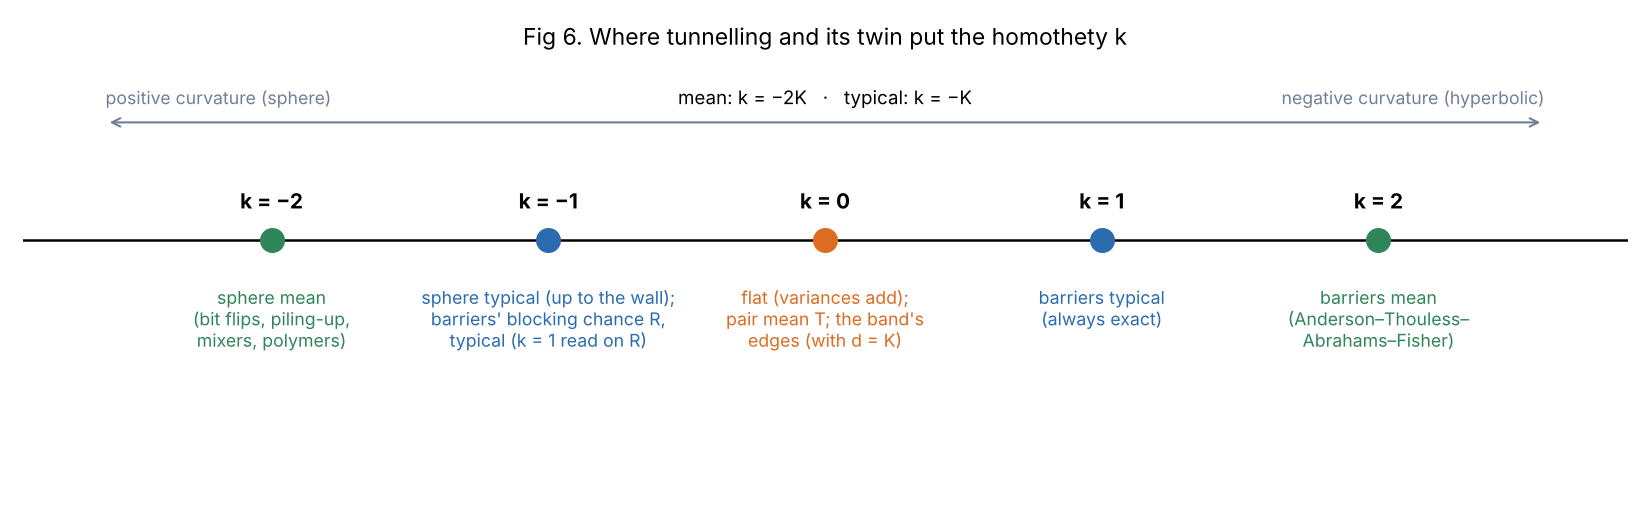 Fig 6. Where tunnelling and its twin put the homothety k
positive curvature (sphere)
mean: k = −2K · typical: k = −K
negative curvature (hyperbolic)
k = −2
k = −1
k = 0
k = 1
k = 2
sphere mean
(bit flips, piling-up,
mixers, polymers)
sphere typical (up to the wall);
barriers' blocking chance R,
typical (k = 1 read on R)
flat (variances add);
pair mean T; the band's
edges (with d = K)
barriers typical
(always exact)
barriers mean
(Anderson–Thouless–
Abrahams–Fisher)